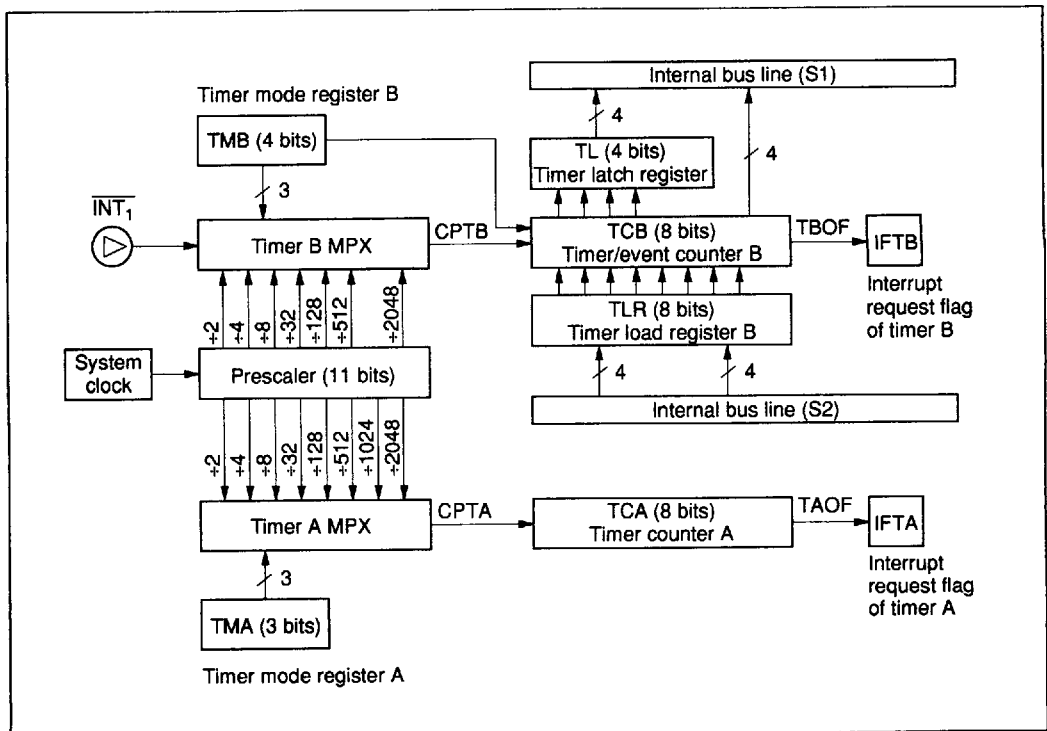 Internal bus line (S1)
Timer mode register B
4
TMB (4 bits)
TL (4 bits)
Timer latch register
4
3
INT1
Timer B MPX
CPTB
TCB (8 bits)
Timer/event counter B
TBOF
IFTB
÷2
÷4
÷8
÷32
÷128
÷512
÷2048
TLR (8 bits)
Timer load register B
Interrupt
request flag
of timer B
System
clock
Prescaler (11 bits)
4
4
Internal bus line (S2)
÷2
÷4
÷8
÷32
÷128
÷512
÷1024
÷2048
Timer A MPX
CPTA
TCA (8 bits)
Timer counter A
TAOF
IFTA
3
Interrupt
request flag
of timer A
TMA (3 bits)
Timer mode register A